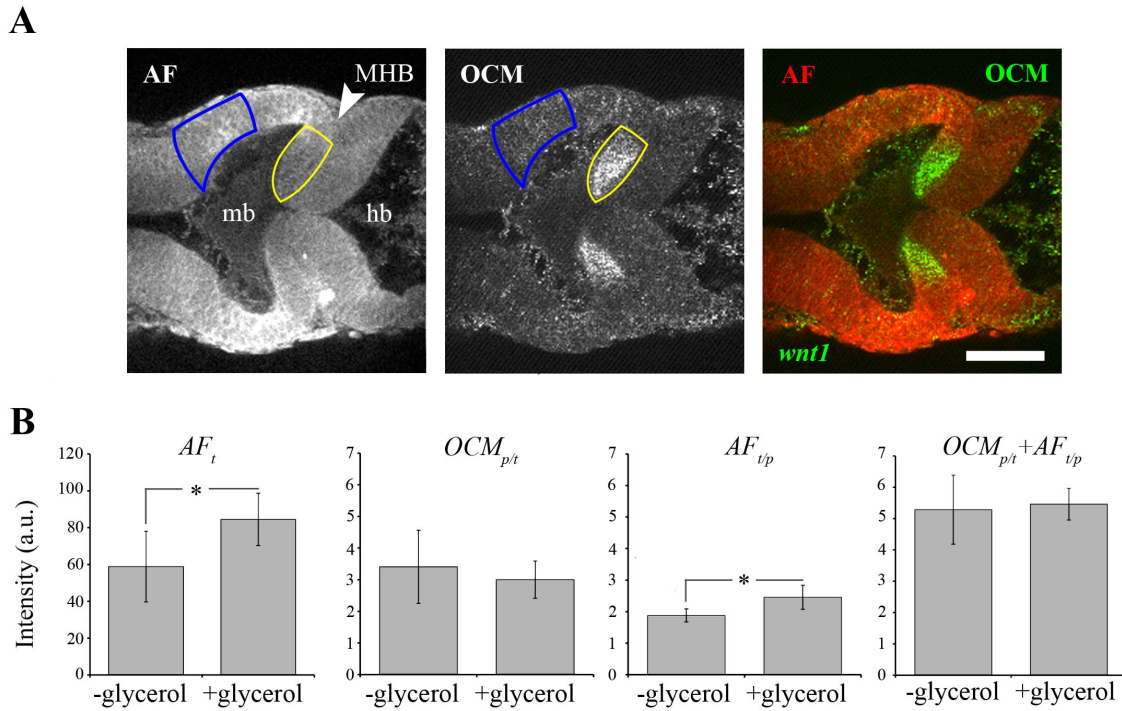 A
AF MHB OCM AF OCM
mb hb
wnt1
B
AFt OCMp/t AFt/p OCMp/t+AFt/p
Intensity (a.u.)
120 7 7 7
100 6 6 6
80 5 5 5
60 4 4 4
40 3 3 3
20 2 2 2
0 1 1 1
0 0 0
* *
-glycerol +glycerol -glycerol +glycerol -glycerol +glycerol -glycerol +glycerol